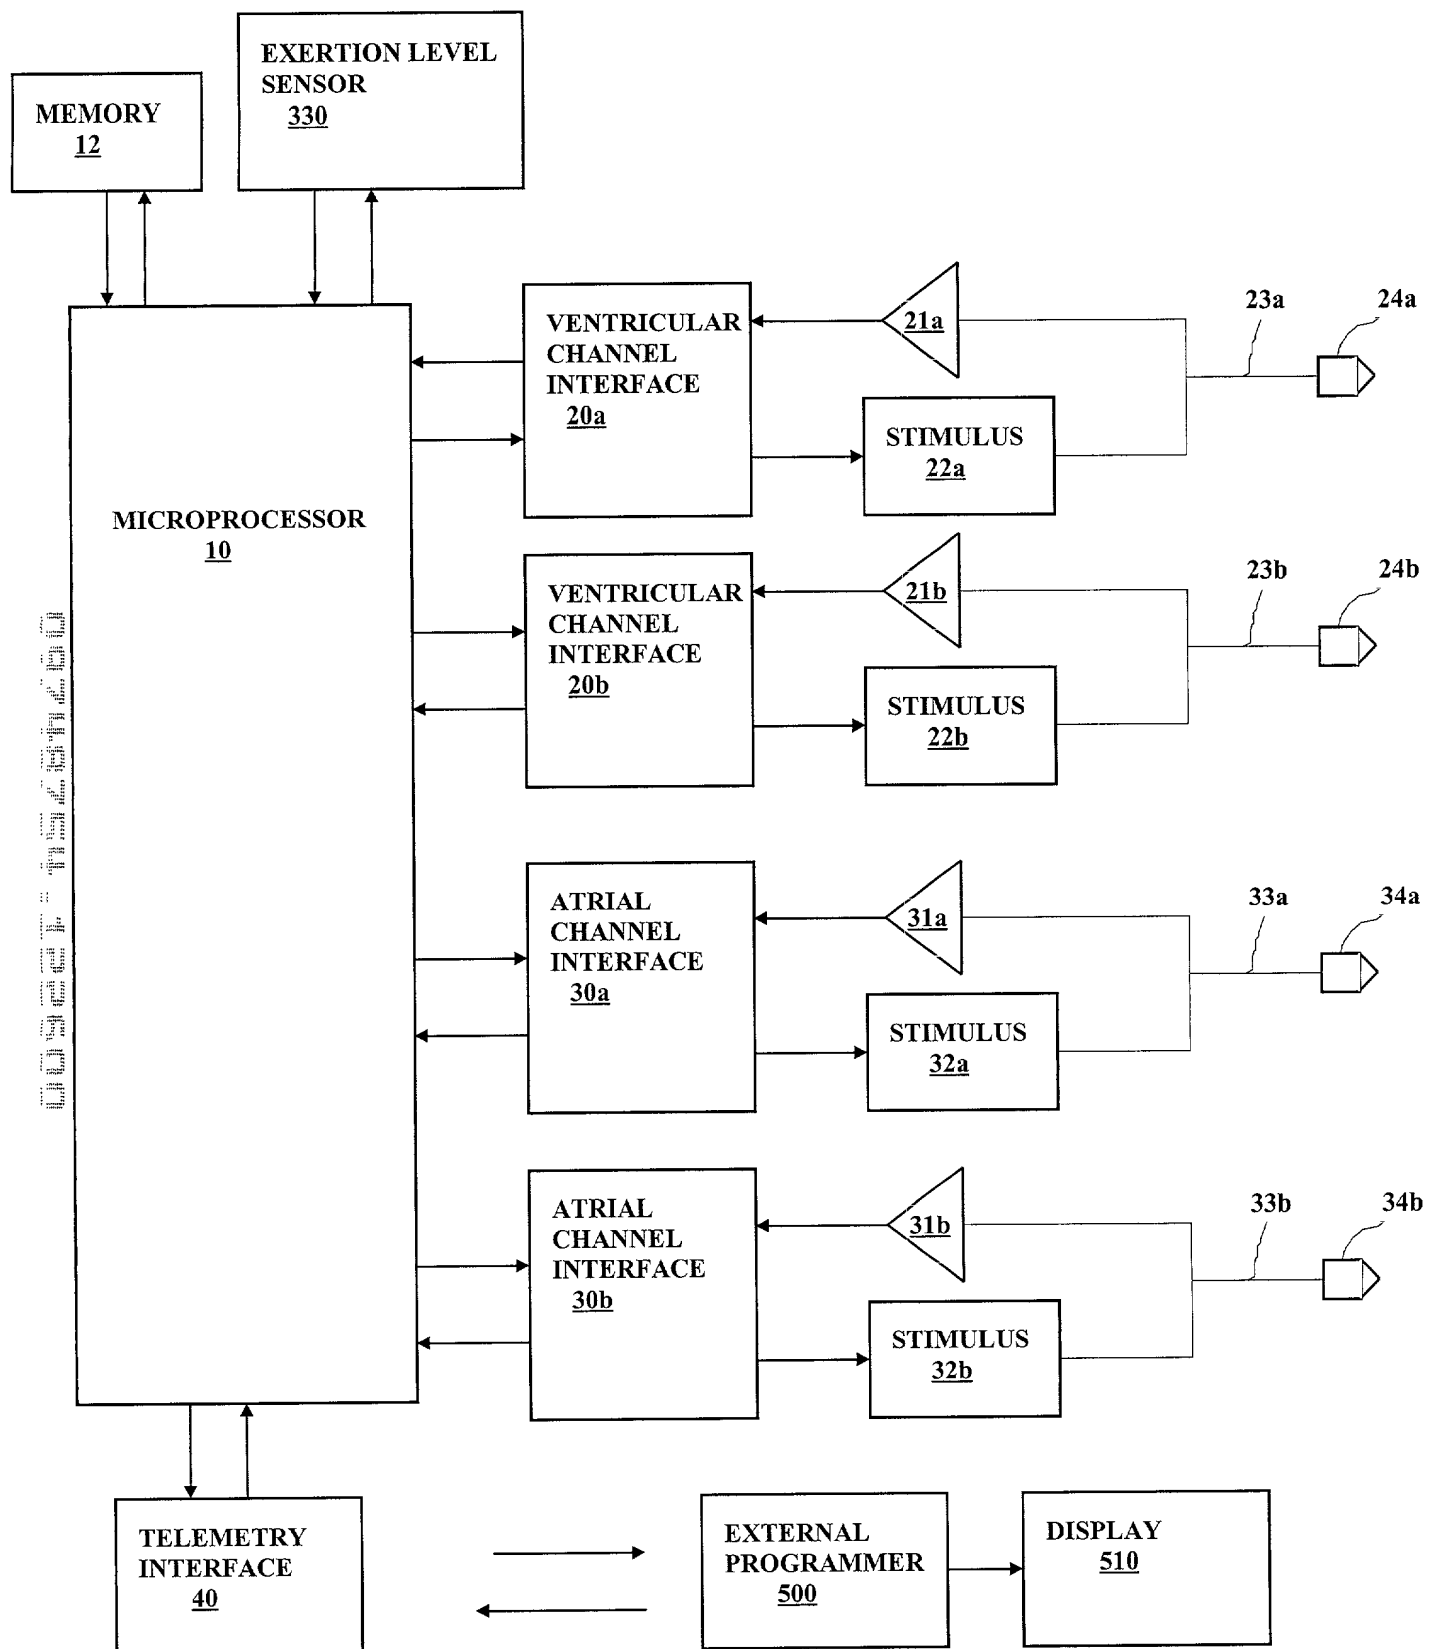 EXERTION LEVEL
SENSOR
330
MEMORY
12
MICROPROCESSOR
10
VENTRICULAR
CHANNEL
INTERFACE
20a
21a
STIMULUS
22a
23a
24a
VENTRICULAR
CHANNEL
INTERFACE
20b
21b
STIMULUS
22b
23b
24b
ATRIAL
CHANNEL
INTERFACE
30a
31a
STIMULUS
32a
33a
34a
ATRIAL
CHANNEL
INTERFACE
30b
31b
STIMULUS
32b
33b
34b
TELEMETRY
INTERFACE
40
EXTERNAL
PROGRAMMER
500
DISPLAY
510